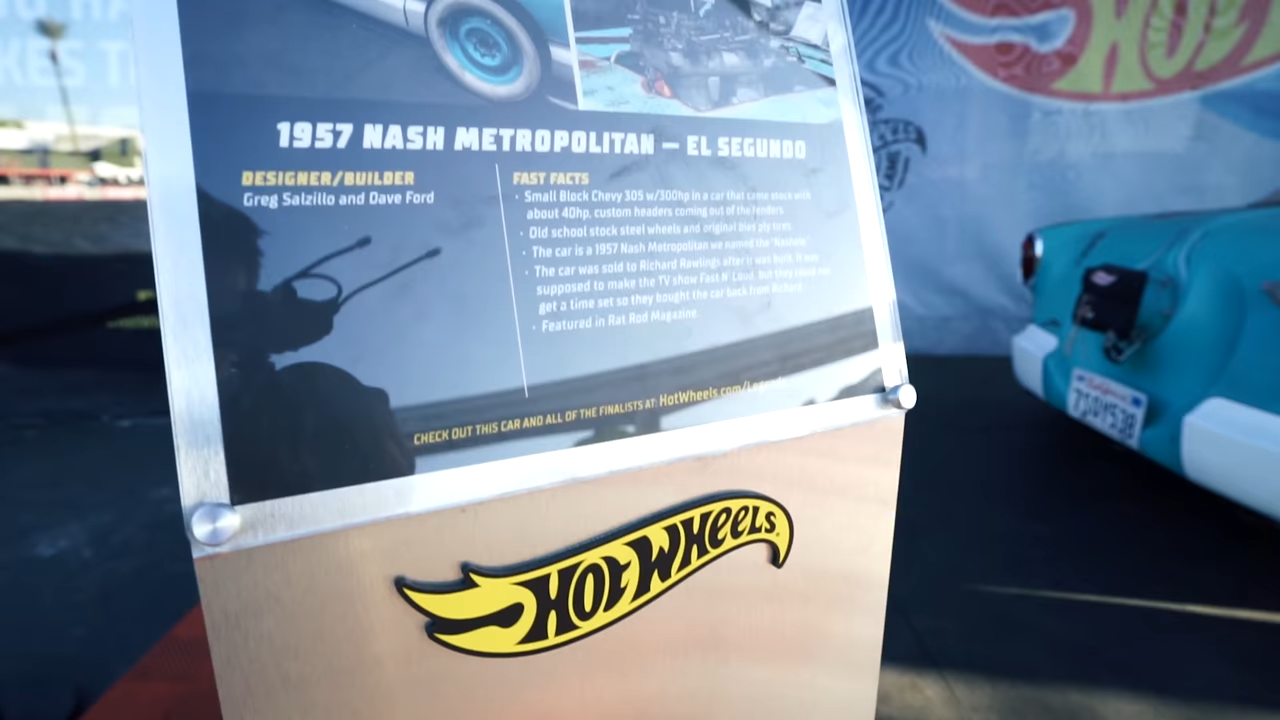 1957 NASH METROPOLITAN – EL SEGUNDO
DESIGNER/BUILDER
Greg Salzillo and Dave Ford
FAST FACTS
· Small Block Chevy 305 w/300hp in a car that came stock with
about 40hp, custom headers coming out of the fenders
· Old school stock steel wheels and original bias ply tires
· The car is a 1957 Nash Metropolitan we named the "Nashole"
· The car was sold to Richard Rawlings after it was built. It was
supposed to make the TV show Fast N' Loud, but they could not
get a time set so they bought the car back from Richard.
· Featured in Rat Rod Magazine
CHECK OUT THIS CAR AND ALL OF THE FINALISTS AT: HotWheels.com/
HOT WHEELS
HOT
California